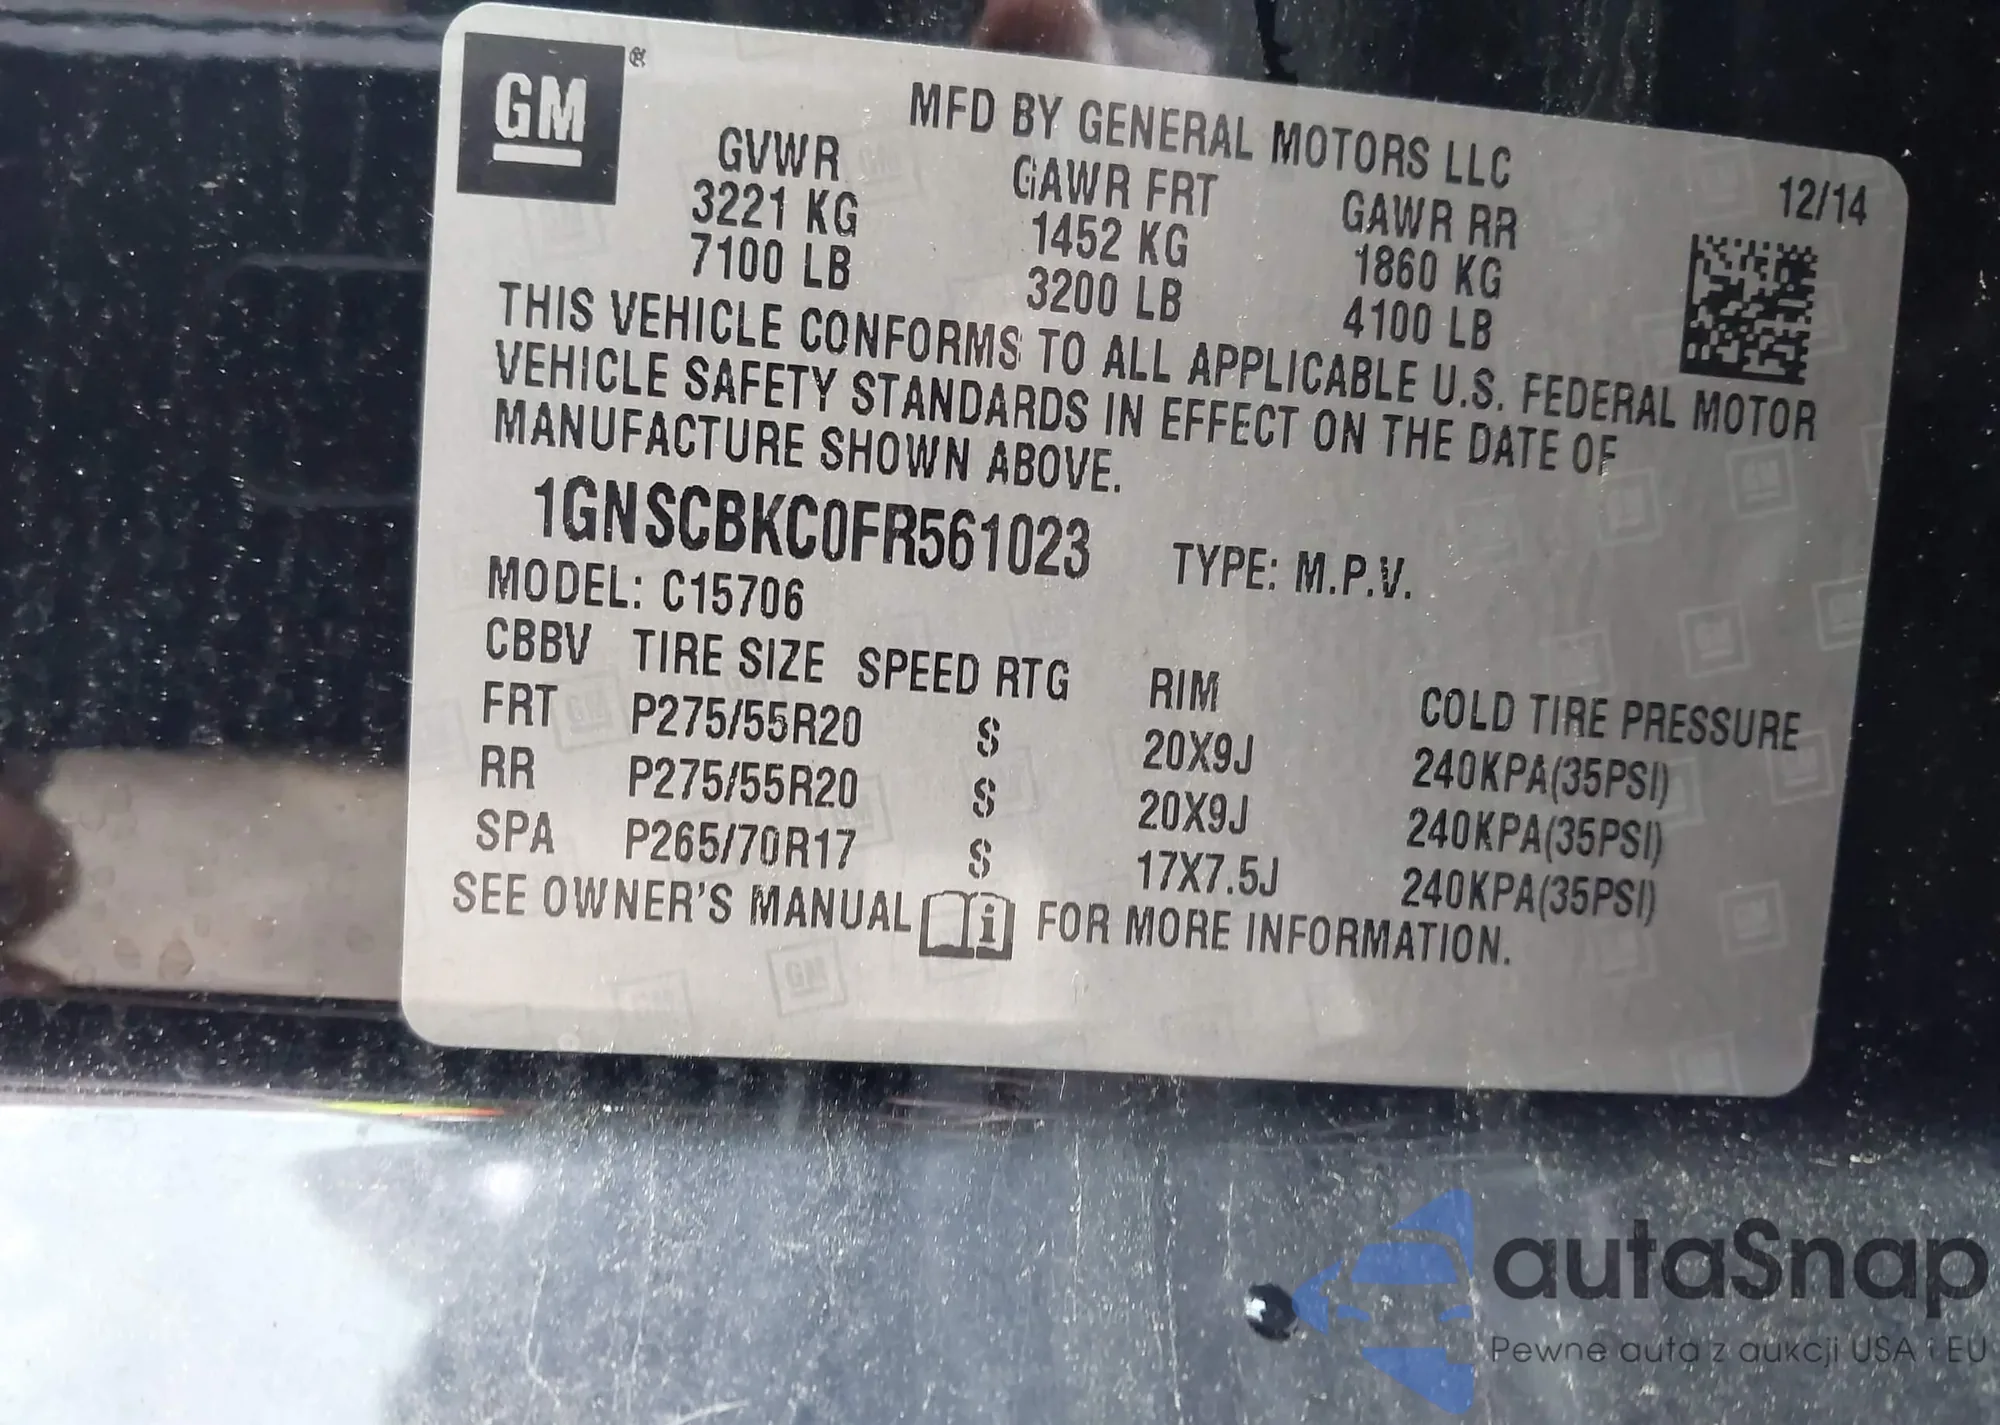 GM ®
MFD BY GENERAL MOTORS LLC
GVWR GAWR FRT GAWR RR 12/14
3221 KG 1452 KG 1860 KG
7100 LB 3200 LB 4100 LB
THIS VEHICLE CONFORMS TO ALL APPLICABLE U.S. FEDERAL MOTOR
VEHICLE SAFETY STANDARDS IN EFFECT ON THE DATE OF
MANUFACTURE SHOWN ABOVE.
1GNSCBKC0FR561023 TYPE: M.P.V.
MODEL: C15706
CBBV TIRE SIZE SPEED RTG RIM COLD TIRE PRESSURE
FRT P275/55R20 S 20X9J 240KPA(35PSI)
RR P275/55R20 S 20X9J 240KPA(35PSI)
SPA P265/70R17 S 17X7.5J 240KPA(35PSI)
SEE OWNER'S MANUAL i FOR MORE INFORMATION.
autaSnap
Pewne auta z aukcji USA i EU